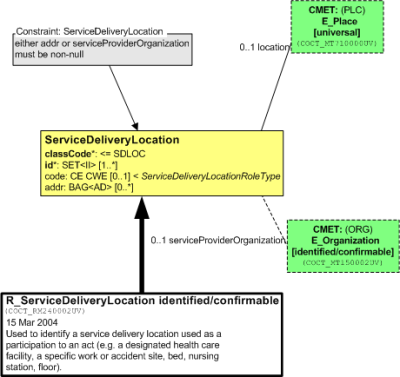 CMET: (PLC)
E_Place
[universal]
(COCT_MT710000UV)
Constraint: ServiceDeliveryLocation
either addr or serviceProviderOrganization
must be non-null
0..1 location
ServiceDeliveryLocation
classCode*: <= SDLOC
id*: SET<II> [1..*]
code: CE CWE [0..1] < ServiceDeliveryLocationRoleType
addr: BAG<AD> [0..*]
0..1 serviceProviderOrganization
CMET: (ORG)
E_Organization
[identified/confirmable]
(COCT_MT150002UV)
R_ServiceDeliveryLocation identified/confirmable
(COCT_RM240002UV)
15 Mar 2004
Used to identify a service delivery location used as a
participation to an act (e.g. a designated health care
facility, a specific work or accident site, bed, nursing
station, floor).